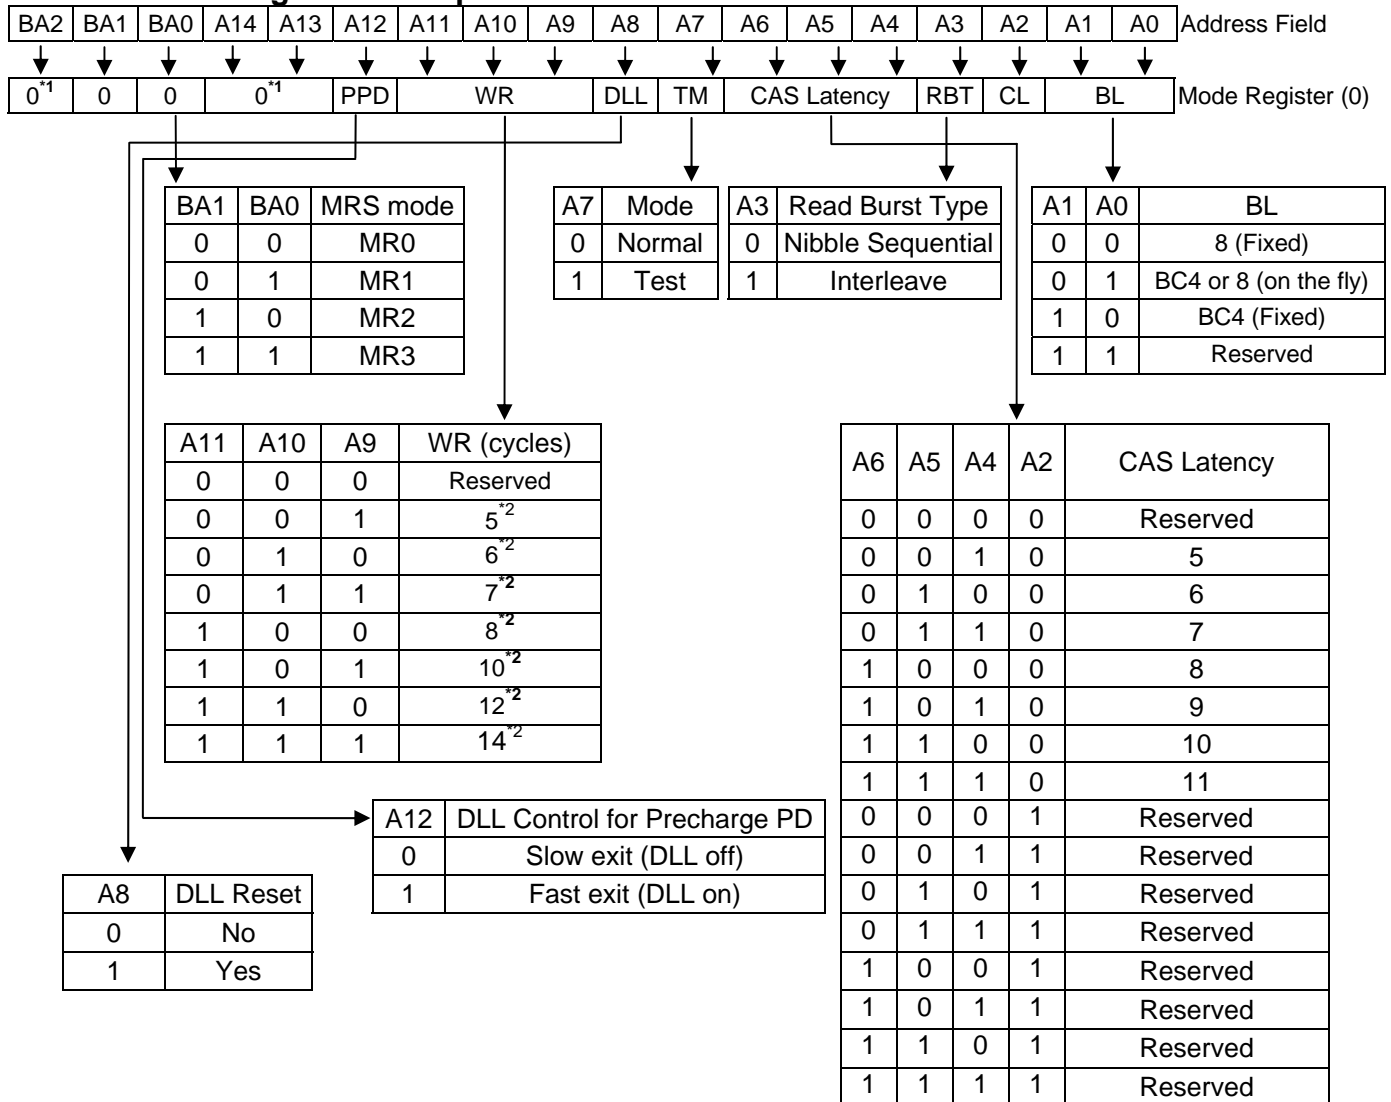 BA2 BA1 BA0 A14 A13 A12 A11 A10 A9 A8 A7 A6 A5 A4 A3 A2 A1 A0 Address Field
0*1 0 0 0*1 PPD WR DLL TM CAS Latency RBT CL BL Mode Register (0)
BA1 BA0 MRS mode
0 0 MR0
0 1 MR1
1 0 MR2
1 1 MR3
A7 Mode
0 Normal
1 Test
A3 Read Burst Type
0 Nibble Sequential
1 Interleave
A1 A0 BL
0 0 8 (Fixed)
0 1 BC4 or 8 (on the fly)
1 0 BC4 (Fixed)
1 1 Reserved
A11 A10 A9 WR (cycles)
0 0 0 Reserved
0 0 1 5*2
0 1 0 6*2
0 1 1 7*2
1 0 0 8*2
1 0 1 10*2
1 1 0 12*2
1 1 1 14*2
A6 A5 A4 A2 CAS Latency
0 0 0 0 Reserved
0 0 1 0 5
0 1 0 0 6
0 1 1 0 7
1 0 0 0 8
1 0 1 0 9
1 1 0 0 10
1 1 1 0 11
0 0 0 1 Reserved
0 0 1 1 Reserved
0 1 0 1 Reserved
0 1 1 1 Reserved
1 0 0 1 Reserved
1 0 1 1 Reserved
1 1 0 1 Reserved
1 1 1 1 Reserved
A12 DLL Control for Precharge PD
0 Slow exit (DLL off)
1 Fast exit (DLL on)
A8 DLL Reset
0 No
1 Yes